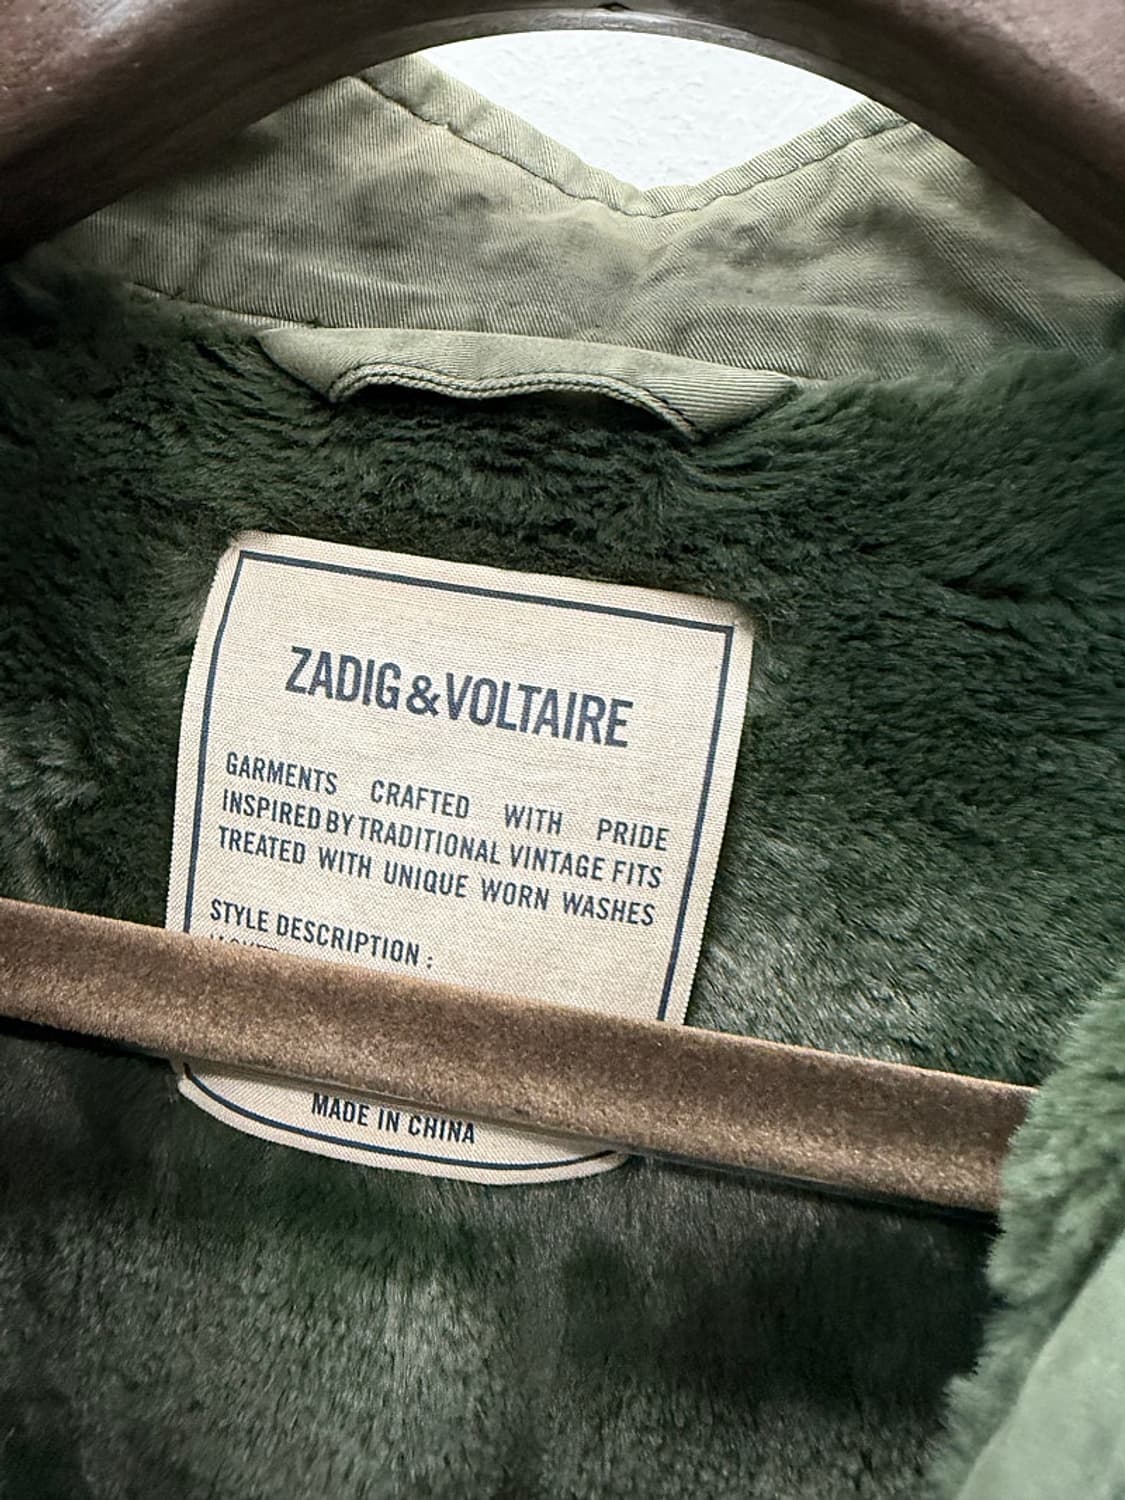 ZADIG&VOLTAIRE
GARMENTS CRAFTED WITH PRIDE
INSPIRED BY TRADITIONAL VINTAGE FITS
TREATED WITH UNIQUE WORN WASHES
STYLE DESCRIPTION :
MADE IN CHINA